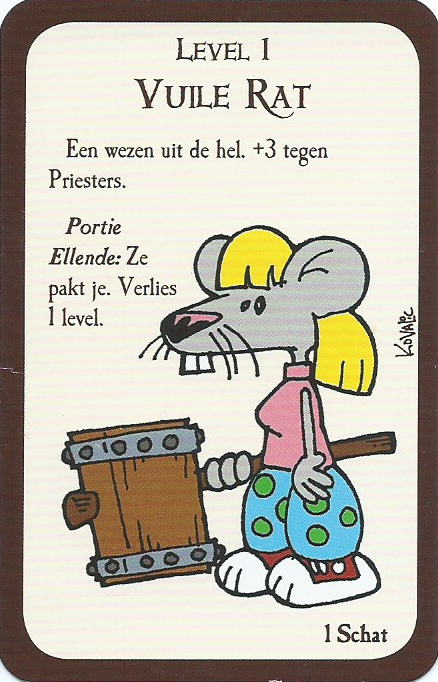 Level 1
Vuile Rat
Een wezen uit de hel. +3 tegen
Priesters.
Portie
Ellende: Ze
pakt je. Verlies
1 level.
Kovalic
1 Schat